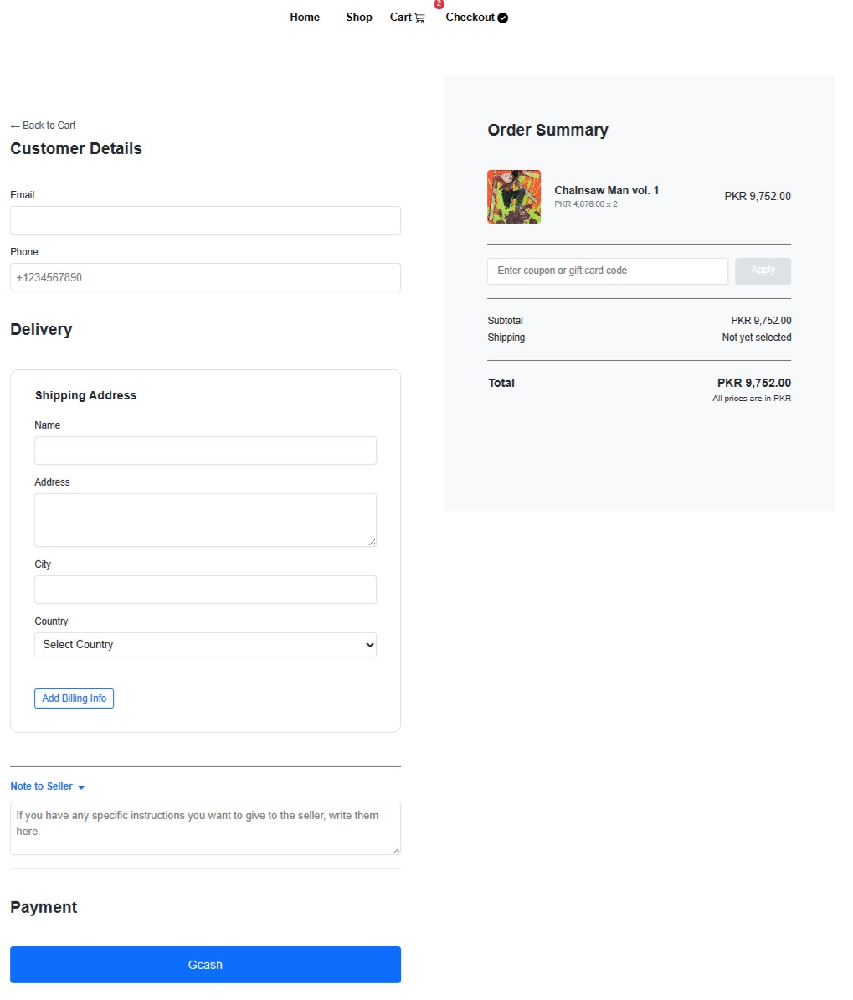 Home Shop Cart 2 Checkout
← Back to Cart
Customer Details
Email
Phone
+1234567890
Delivery
Shipping Address
Name
Address
City
Country
Select Country
Add Billing Info
Note to Seller
If you have any specific instructions you want to give to the seller, write them
here.
Payment
Gcash
Order Summary
Chainsaw Man vol. 1
PKR 4,876.00 x 2
PKR 9,752.00
Enter coupon or gift card code
Apply
Subtotal PKR 9,752.00
Shipping Not yet selected
Total PKR 9,752.00
All prices are in PKR